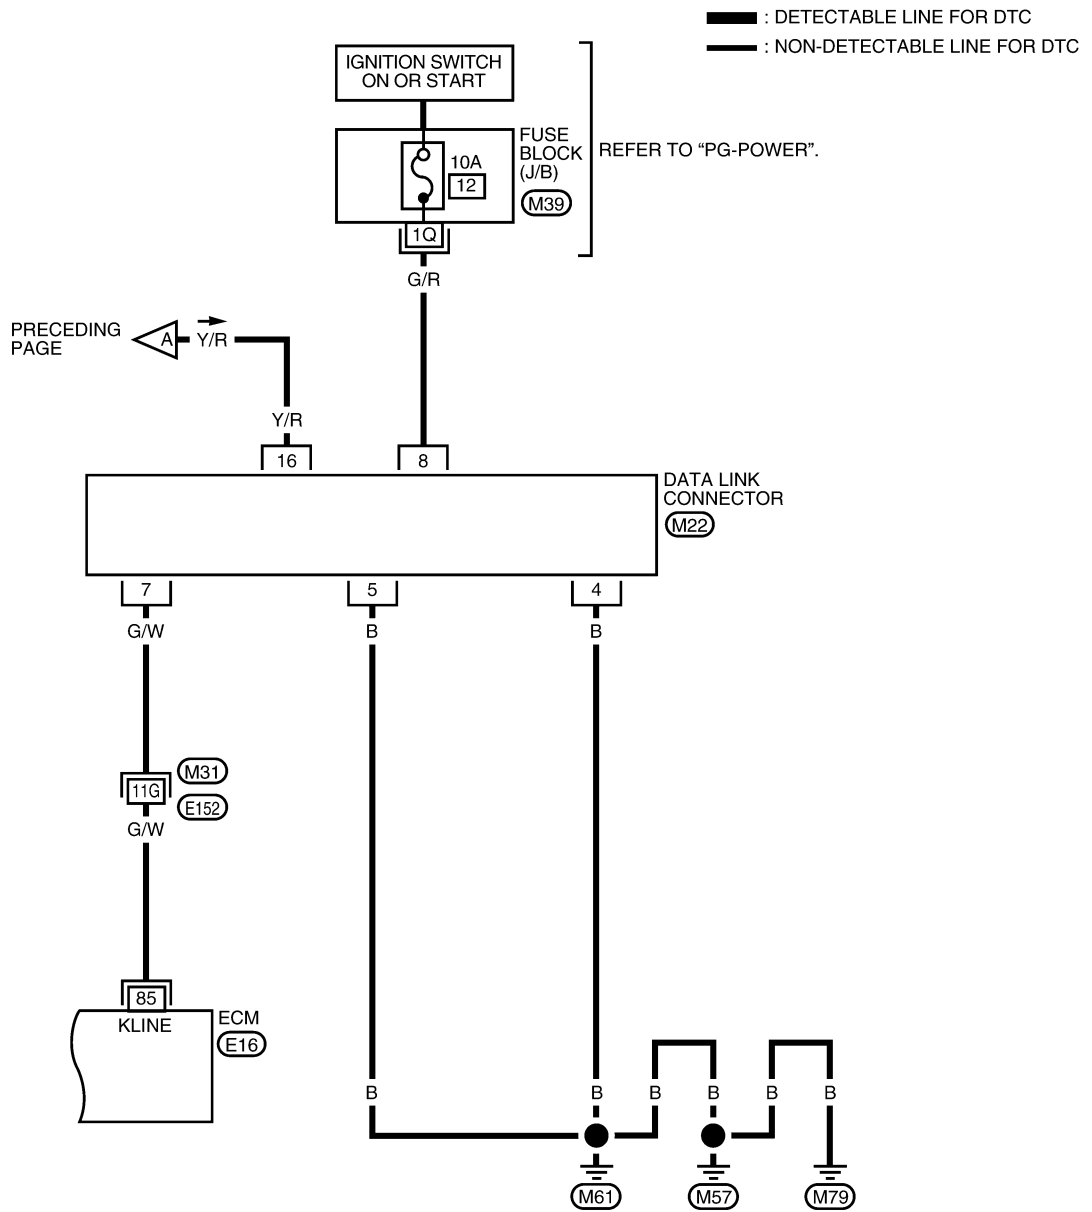 : DETECTABLE LINE FOR DTC
: NON-DETECTABLE LINE FOR DTC
IGNITION SWITCH
ON OR START
FUSE
BLOCK
(J/B)
REFER TO “PG-POWER”.
10A
12
M39
1Q
G/R
PRECEDING
PAGE
A
Y/R
Y/R
16
8
DATA LINK
CONNECTOR
M22
7
5
4
G/W
B
B
M31
11G
E152
G/W
85
KLINE
ECM
E16
B
B
B
B
B
B
M61
M57
M79